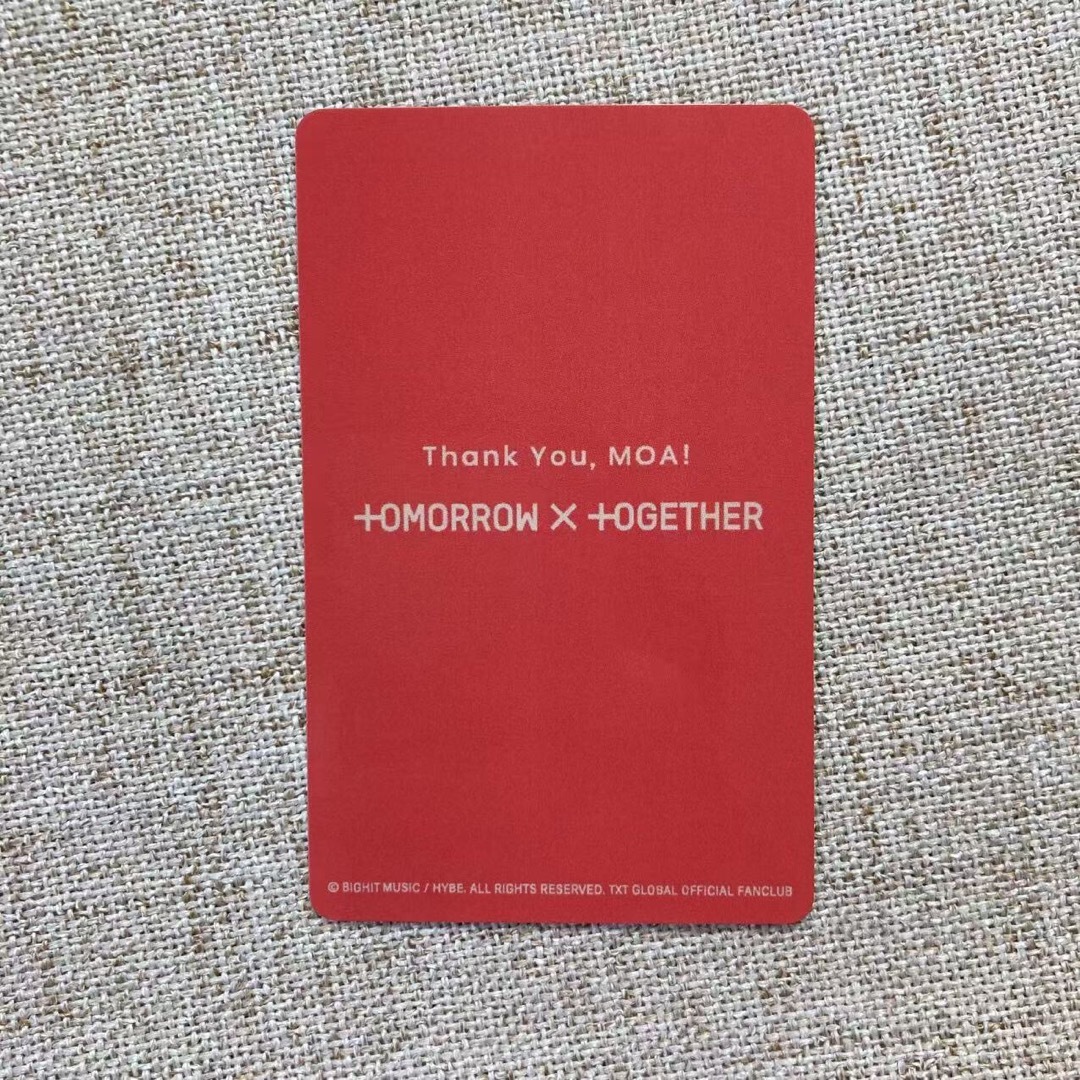 Thank You, MOA!
TOMORROW X TOGETHER
© BIGHIT MUSIC / HYBE. ALL RIGHTS RESERVED. TXT GLOBAL OFFICIAL FANCLUB